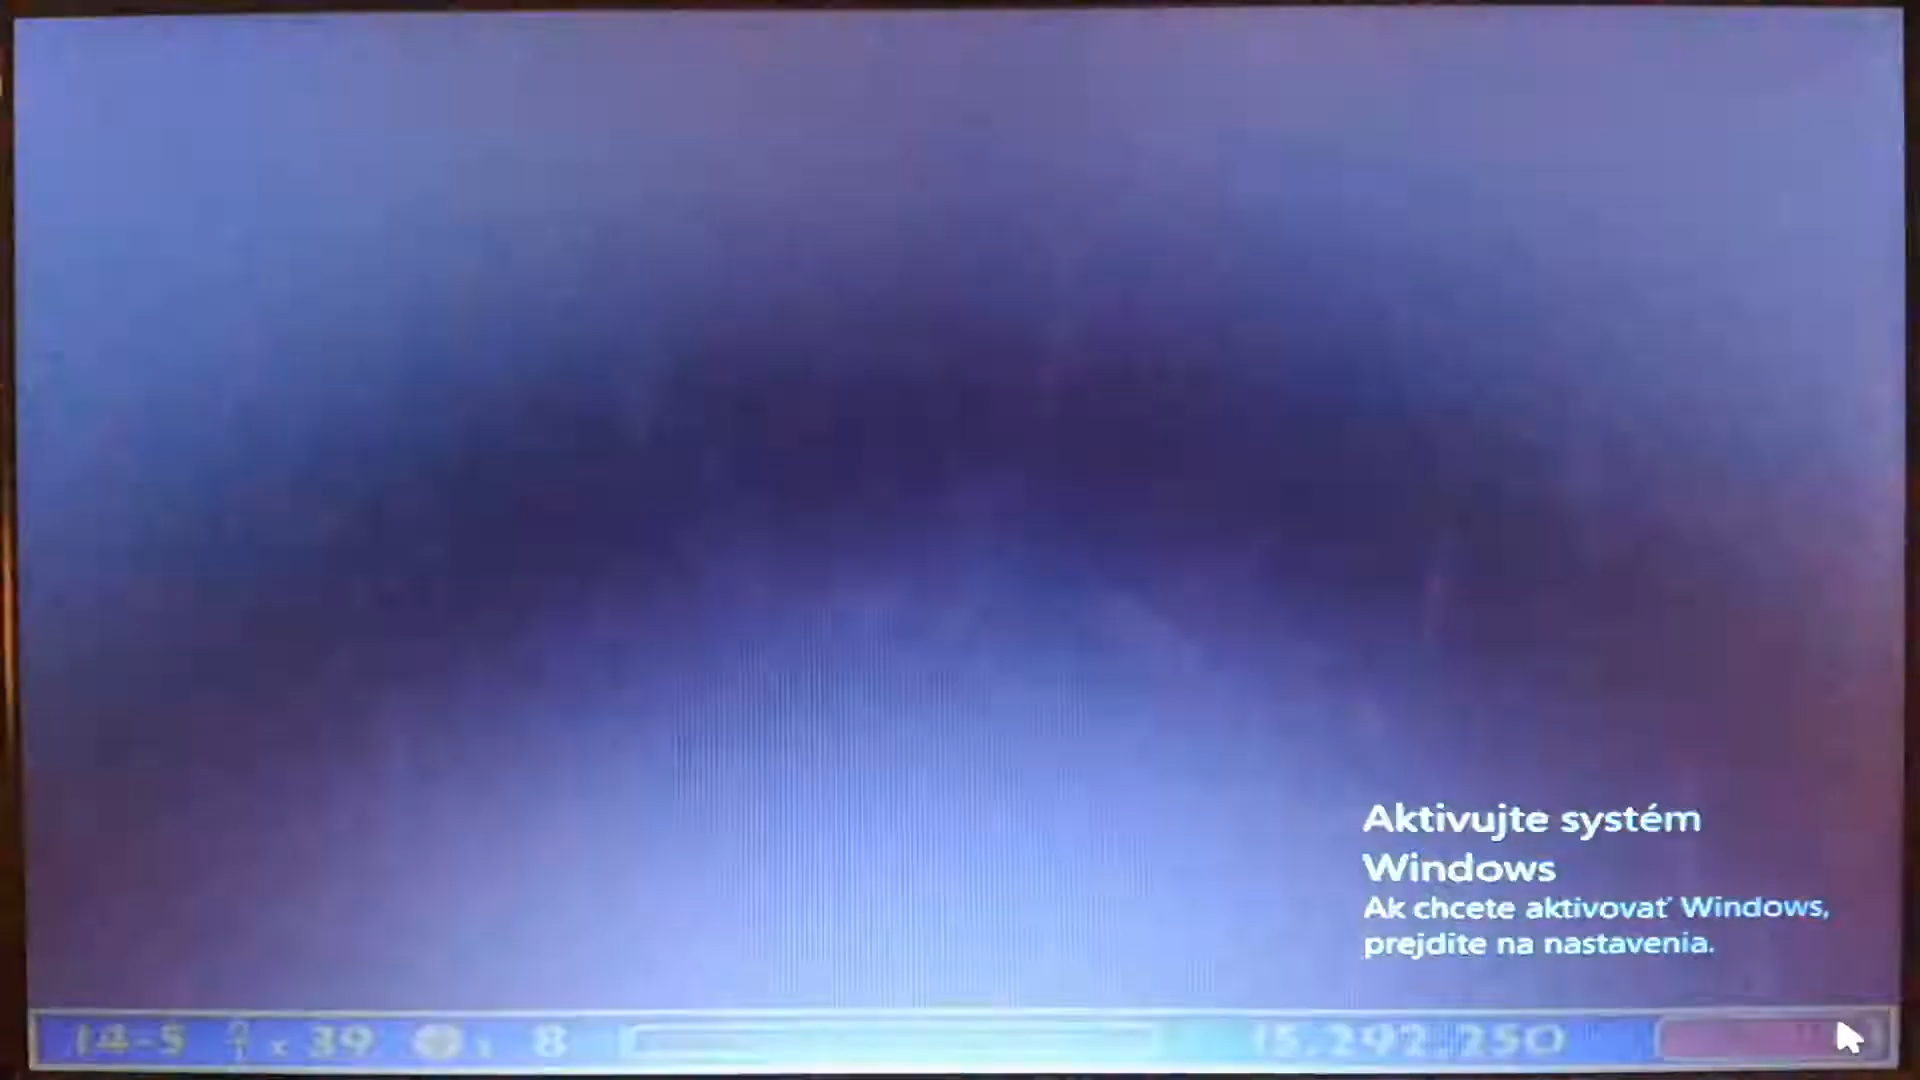 Aktivujte systém
Windows
Ak chcete aktivovať Windows,
prejdite na nastavenia.
14-5 x 39 x 8 15.292.250